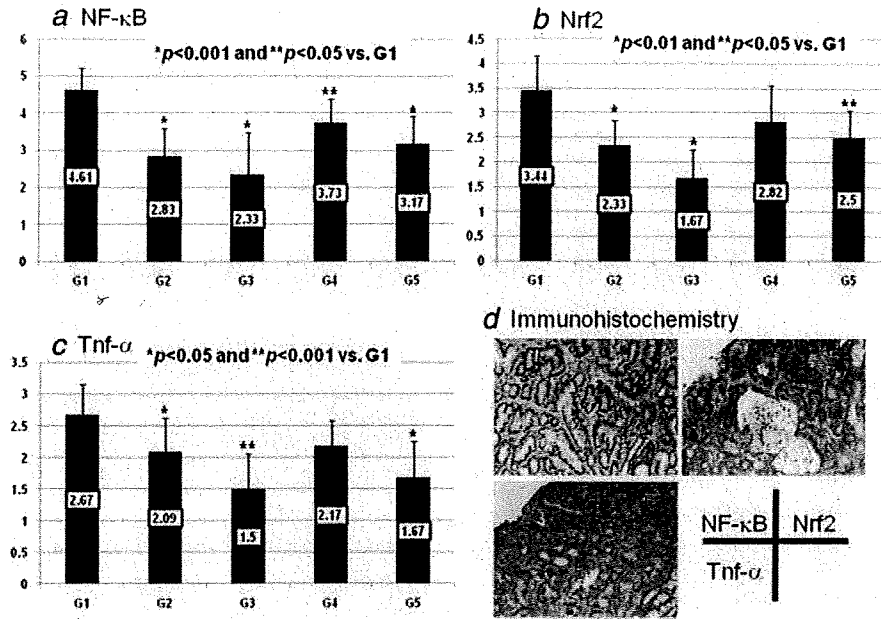 a NF-κB
*p<0.001 and **p<0.05 vs. G1
6
5
4
3
2
1
0
*
*
**
*
4.61
2.83
2.33
3.73
3.17
G1
G2
G3
G4
G5
b Nrf2
*p<0.01 and **p<0.05 vs. G1
4.5
4
3.5
3
2.5
2
1.5
1
0.5
0
*
*
**
3.44
2.33
1.67
2.82
2.5
G1
G2
G3
G4
G5
c Tnf-α
*p<0.05 and **p<0.001 vs. G1
3.5
3
2.5
2
1.5
1
0.5
0
*
**
*
2.67
2.09
1.5
2.17
1.67
G1
G2
G3
G4
G5
d Immunohistochemistry
NF-κB
Nrf2
Tnf-α